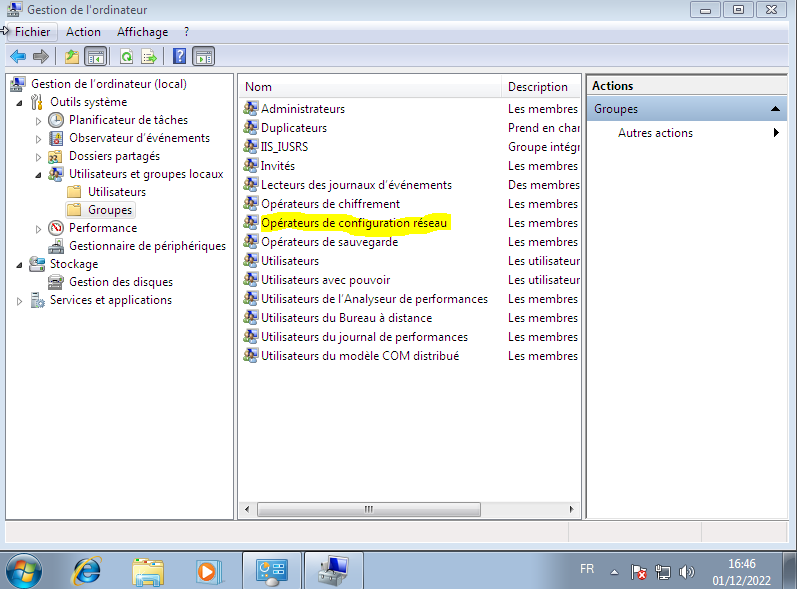 Gestion de l'ordinateur
Fichier Action Affichage ?
Gestion de l'ordinateur (local)
Outils système
Planificateur de tâches
Observateur d'événements
Dossiers partagés
Utilisateurs et groupes locaux
Utilisateurs
Groupes
Performance
Gestionnaire de périphériques
Stockage
Gestion des disques
Services et applications
Nom Description
Administrateurs Les membres
Duplicateurs Prend en char
IIS_IUSRS Groupe intégr
Invités Les membres
Lecteurs des journaux d'événements Des membres
Opérateurs de chiffrement Les membres
Opérateurs de configuration réseau Les membres
Opérateurs de sauvegarde Les membres
Utilisateurs Les utilisateur
Utilisateurs avec pouvoir Les utilisateur
Utilisateurs de l'Analyseur de performances Les membres
Utilisateurs du Bureau à distance Les membres
Utilisateurs du journal de performances Les membres
Utilisateurs du modèle COM distribué Les membres
Actions
Groupes
Autres actions
FR
16:46
01/12/2022